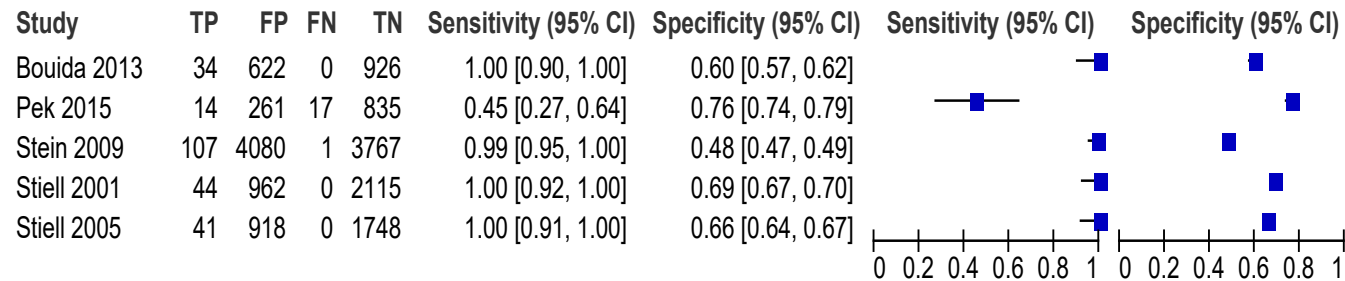 Study TP FP FN TN Sensitivity (95% CI) Specificity (95% CI) Sensitivity (95% CI) Specificity (95% CI)
Bouida 2013 34 622 0 926 1.00 [0.90, 1.00] 0.60 [0.57, 0.62]
Pek 2015 14 261 17 835 0.45 [0.27, 0.64] 0.76 [0.74, 0.79]
Stein 2009 107 4080 1 3767 0.99 [0.95, 1.00] 0.48 [0.47, 0.49]
Stiell 2001 44 962 0 2115 1.00 [0.92, 1.00] 0.69 [0.67, 0.70]
Stiell 2005 41 918 0 1748 1.00 [0.91, 1.00] 0.66 [0.64, 0.67]
0 0.2 0.4 0.6 0.8 1 0 0.2 0.4 0.6 0.8 1